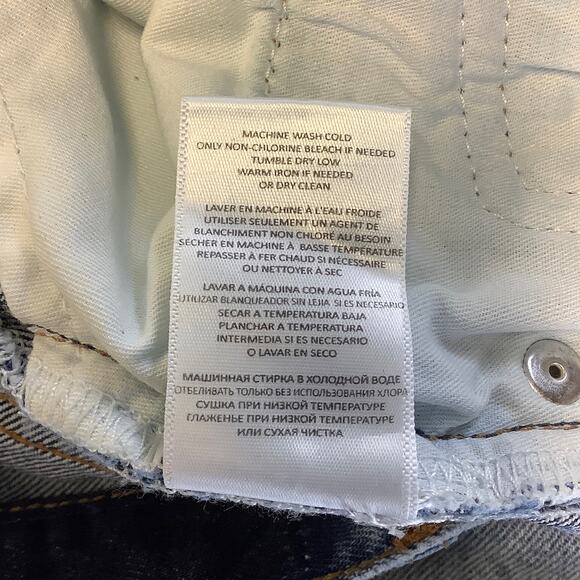 MACHINE WASH COLD
ONLY NON-CHLORINE BLEACH IF NEEDED
TUMBLE DRY LOW
WARM IRON IF NEEDED
OR DRY CLEAN
LAVER EN MACHINE À L'EAU FROIDE
UTILISER SEULEMENT UN AGENT DE
BLANCHIMENT NON CHLORÉ AU BESOIN
SÉCHER EN MACHINE À BASSE TEMPÉRATURE
REPASSER À FER CHAUD SI NÉCESSAIRE
OU NETTOYER À SEC
LAVAR A MÁQUINA CON AGUA FRÍA
UTILIZAR BLANQUEADOR SIN LEJIA SI ES NECESARIO
SECAR A TEMPERATURA BAJA
PLANCHAR A TEMPERATURA
INTERMEDIA SI ES NECESARIO
O LAVAR EN SECO
МАШИННАЯ СТИРКА В ХОЛОДНОЙ ВОДЕ
ОТБЕЛИВАТЬ ТОЛЬКО БЕЗ ИСПОЛЬЗОВАНИЯ ХЛОРА
СУШКА ПРИ НИЗКОЙ ТЕМПЕРАТУРЕ
ГЛАЖЕНЬЕ ПРИ НИЗКОЙ ТЕМПЕРАТУРЕ
ИЛИ СУХАЯ ЧИСТКА